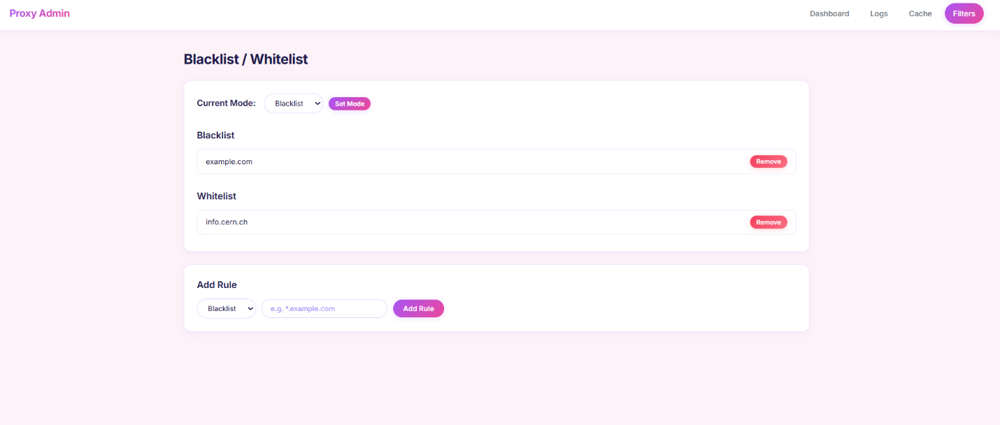 Proxy Admin Dashboard Logs Cache Filters
Blacklist / Whitelist
Current Mode: Blacklist Set Mode
Blacklist
example.com Remove
Whitelist
info.cern.ch Remove
Add Rule
Blacklist e.g. *.example.com Add Rule